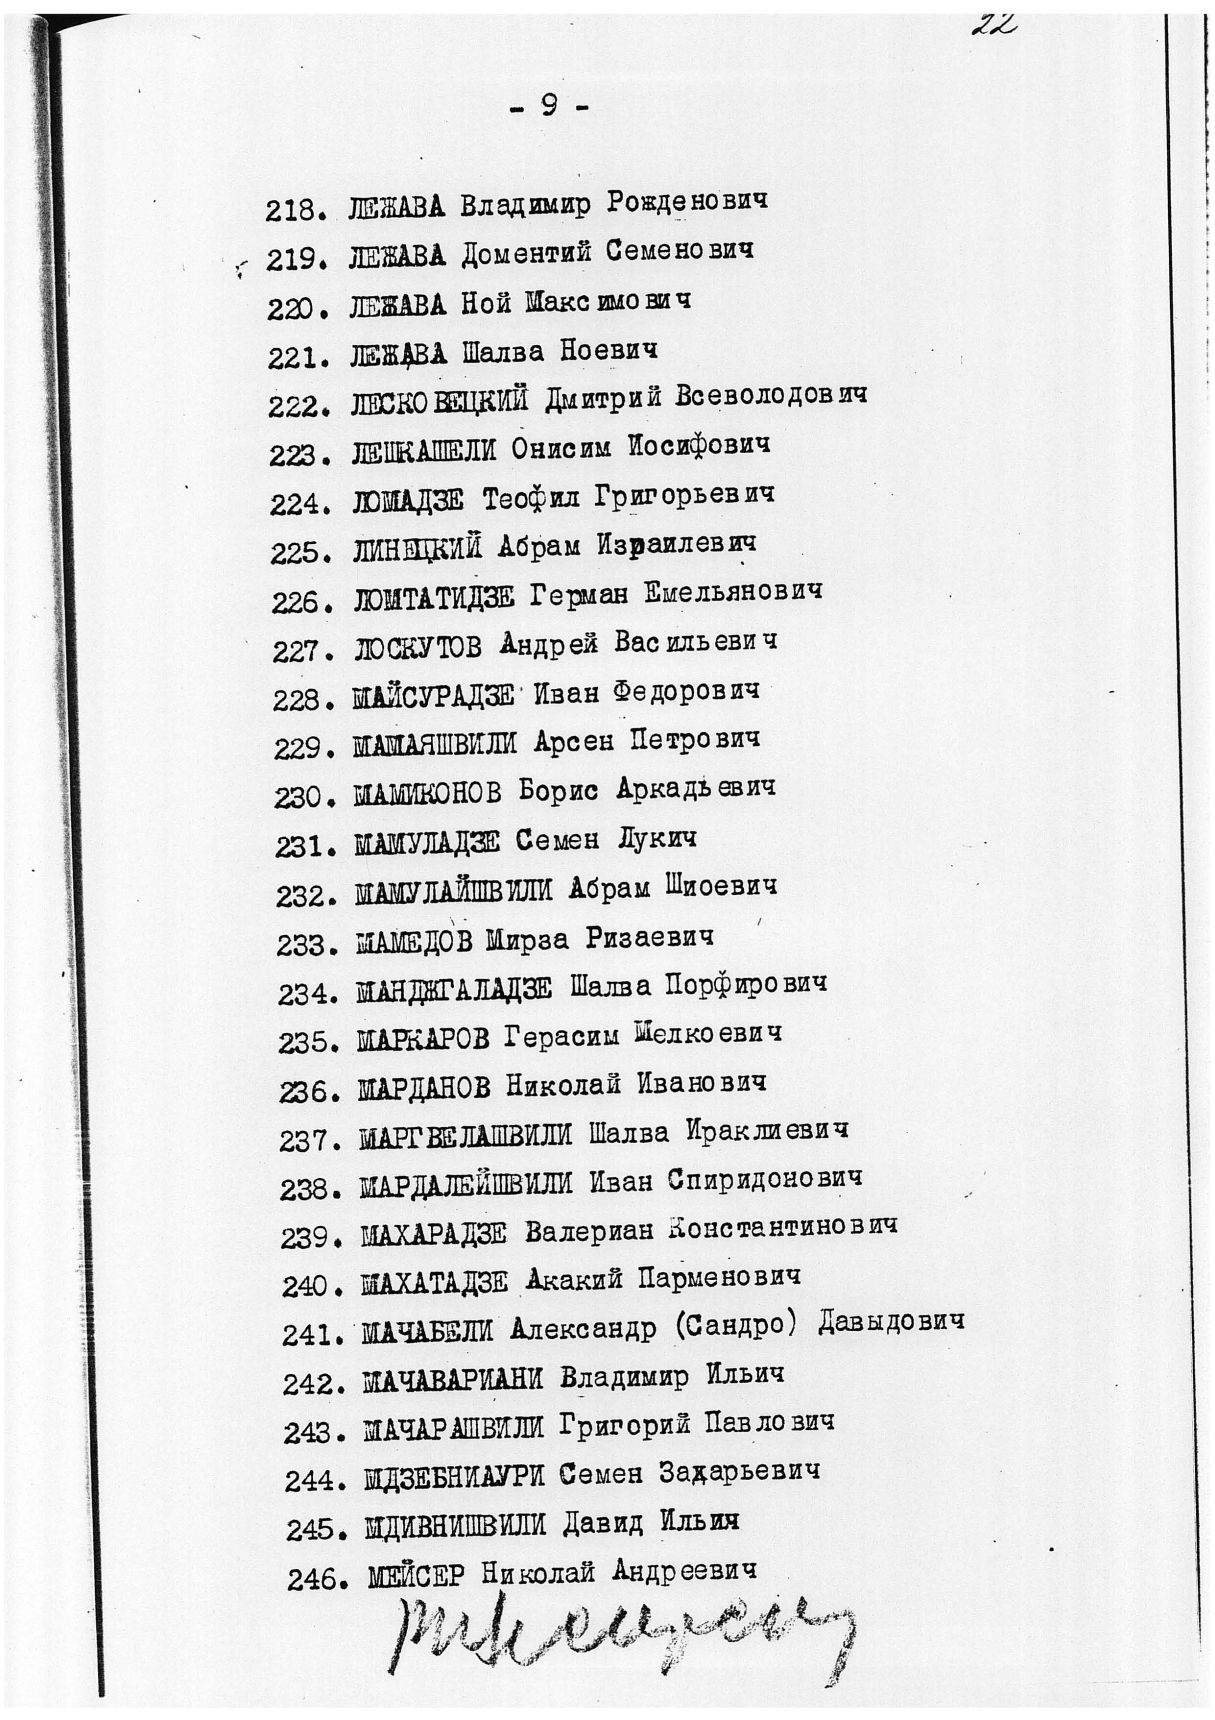 22
- 9 -
218. ЛЕЖАВА Владимир Рожденович
219. ЛЕЖАВА Доментий Семенович
220. ЛЕЖАВА Ной Максимович
221. ЛЕЖАВА Шалва Ноевич
222. ЛЕСКОВЕЦКИЙ Дмитрий Всеволодович
223. ЛЕШКАШЕЛИ Онисим Иосифович
224. ЛОМАДЗЕ Теофил Григорьевич
225. ЛИНЕЦКИЙ Абрам Израилевич
226. ЛОМТАТИДЗЕ Герман Емельянович
227. ЛОСКУТОВ Андрей Васильевич
228. МАЙСУРАДЗЕ Иван Федорович
229. МАМАЯШВИЛИ Арсен Петрович
230. МАМИКОНОВ Борис Аркадьевич
231. МАМУЛАДЗЕ Семен Лукич
232. МАМУЛАЙШВИЛИ Абрам Шиоевич
233. МАМЕДОВ Мирза Ризаевич
234. МАНДЖГАЛАДЗЕ Шалва Порфирович
235. МАРКАРОВ Герасим Мелкоевич
236. МАРДАНОВ Николай Иванович
237. МАРГВЕЛАШВИЛИ Шалва Ираклиевич
238. МАРДАЛЕЙШВИЛИ Иван Спиридонович
239. МАХАРАДЗЕ Валериан Константинович
240. МАХАТАДЗЕ Акакий Парменович
241. МАЧАБЕЛИ Александр (Сандро) Давыдович
242. МАЧАВАРИАНИ Владимир Ильич
243. МАЧАРАШВИЛИ Григорий Павлович
244. МДЗЕБНИАУРИ Семен Захарьевич
245. МДИВНИШВИЛИ Давид Ильич
246. МЕЙСЕР Николай Андреевич